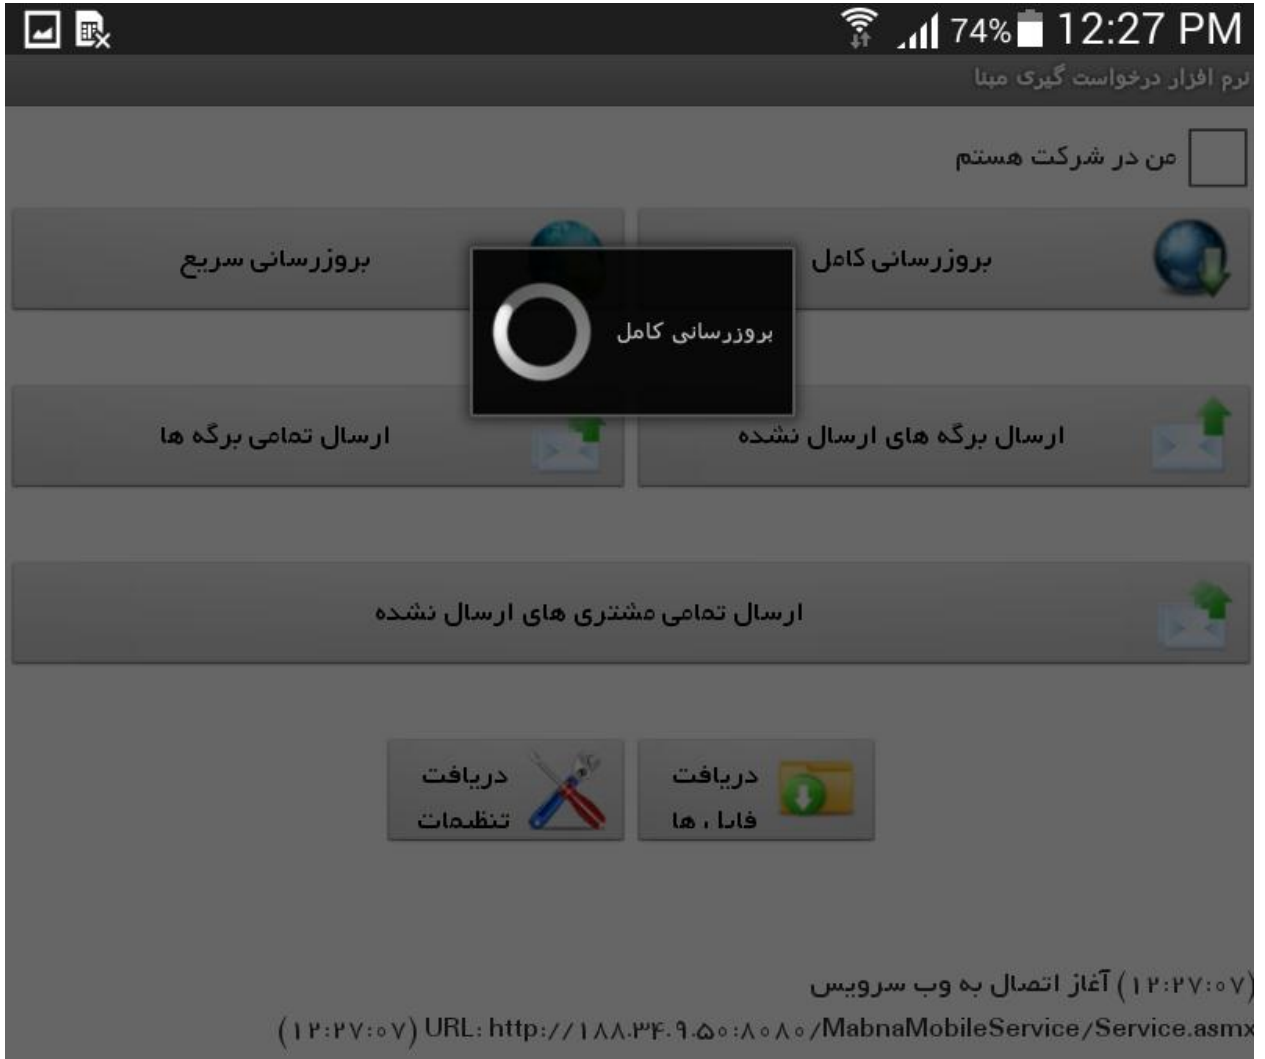 74% 12:27 PM
نرم افزار درخواست گیری مبنا
من در شرکت هستم
بروزرسانی کامل
بروزرسانی سریع
بروزرسانی کامل
ارسال برگه های ارسال نشده
ارسال تمامی برگه ها
ارسال تمامی مشتری های ارسال نشده
دریافت
فایل ها
دریافت
تنظیمات
(۱۲:۲۷:۰۷) آغاز اتصال به وب سرویس
(۱۲:۲۷:۰۷) URL: http://۱۸۸.۳۴.۹.۵۰:۸۰۸۰/MabnaMobileService/Service.asmx